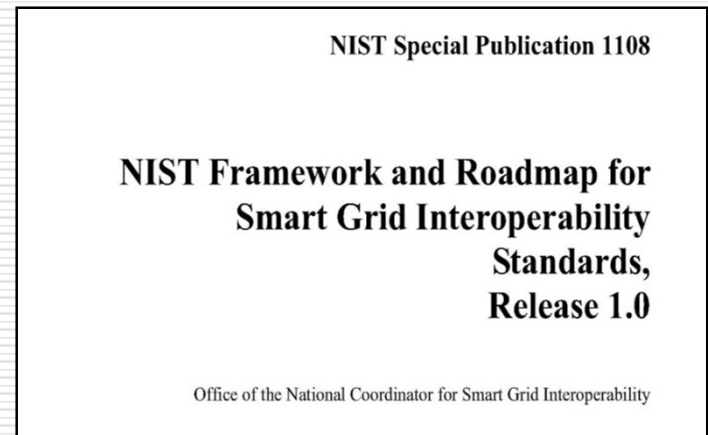 NIST Special Publication 1108
NIST Framework and Roadmap for
Smart Grid Interoperability
Standards,
Release 1.0
Office of the National Coordinator for Smart Grid Interoperability